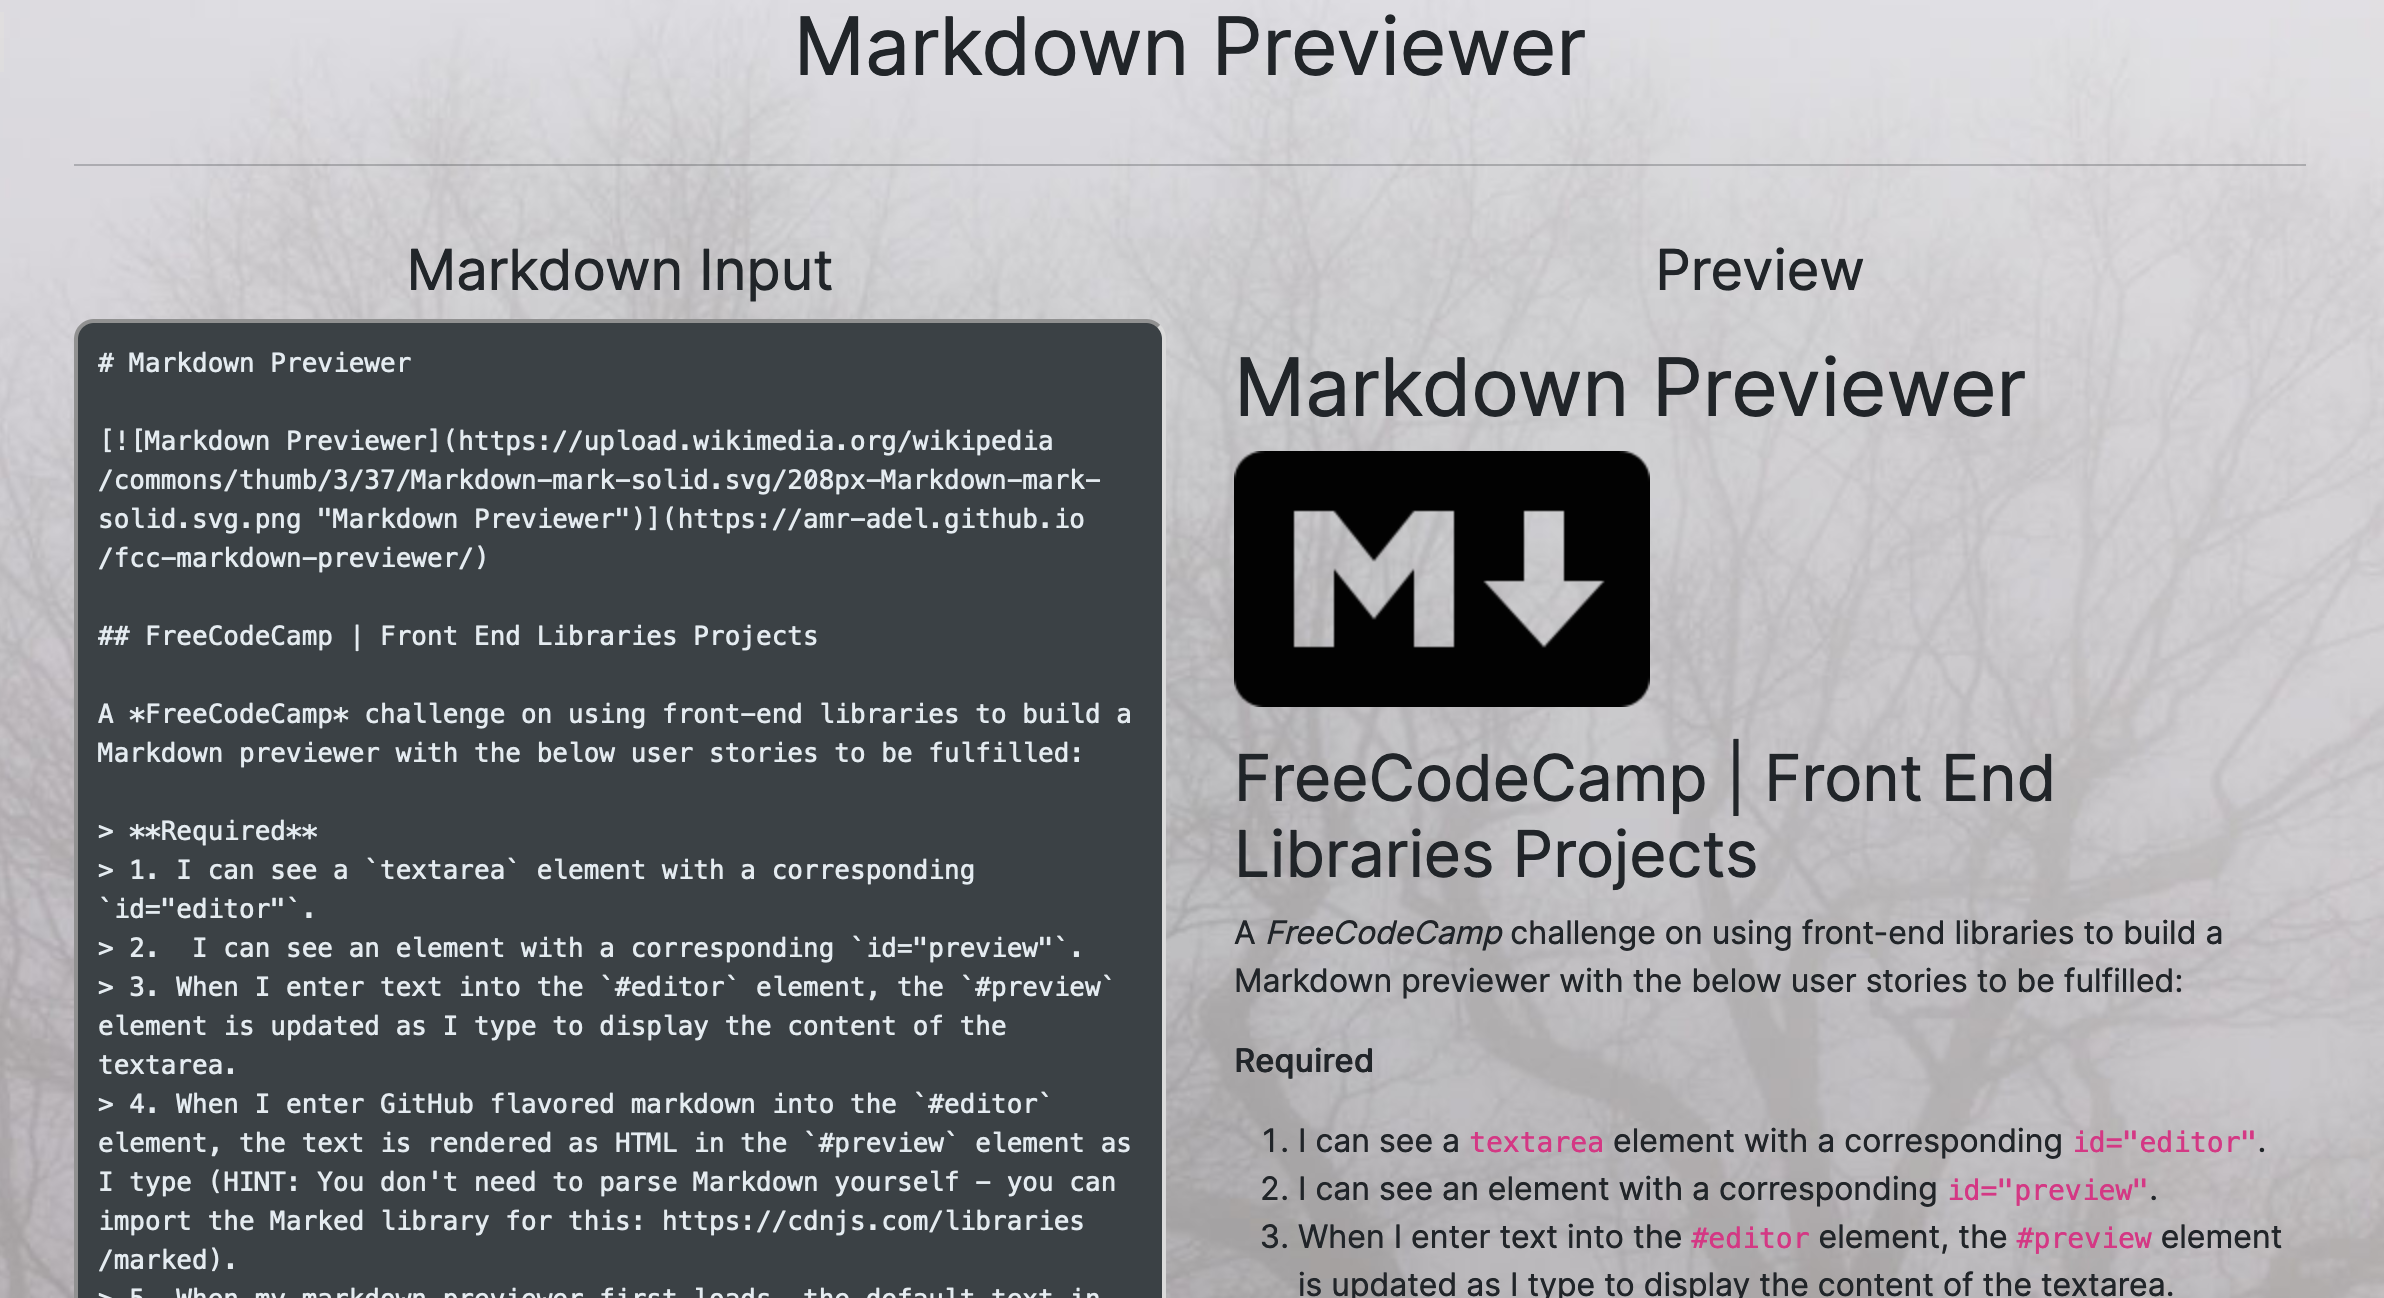 Markdown Previewer
Markdown Input
# Markdown Previewer
[![Markdown Previewer](https://upload.wikimedia.org/wikipedia
/commons/thumb/3/37/Markdown-mark-solid.svg/208px-Markdown-mark-
solid.svg.png "Markdown Previewer")](https://amr-adel.github.io
/fcc-markdown-previewer/)
## FreeCodeCamp | Front End Libraries Projects
A *FreeCodeCamp* challenge on using front-end libraries to build a
Markdown previewer with the below user stories to be fulfilled:
> **Required**
> 1. I can see a `textarea` element with a corresponding
`id="editor"`.
> 2.  I can see an element with a corresponding `id="preview"`.
> 3. When I enter text into the `#editor` element, the `#preview`
element is updated as I type to display the content of the
textarea.
> 4. When I enter GitHub flavored markdown into the `#editor`
element, the text is rendered as HTML in the `#preview` element as
I type (HINT: You don't need to parse Markdown yourself - you can
import the Marked library for this: https://cdnjs.com/libraries
/marked).
> 5. When my markdown previewer first loads, the default text in
Preview
Markdown Previewer
M
FreeCodeCamp | Front End
Libraries Projects
A FreeCodeCamp challenge on using front-end libraries to build a
Markdown previewer with the below user stories to be fulfilled:
Required
1. I can see a textarea element with a corresponding id="editor".
2. I can see an element with a corresponding id="preview".
3. When I enter text into the #editor element, the #preview element
is updated as I type to display the content of the textarea.